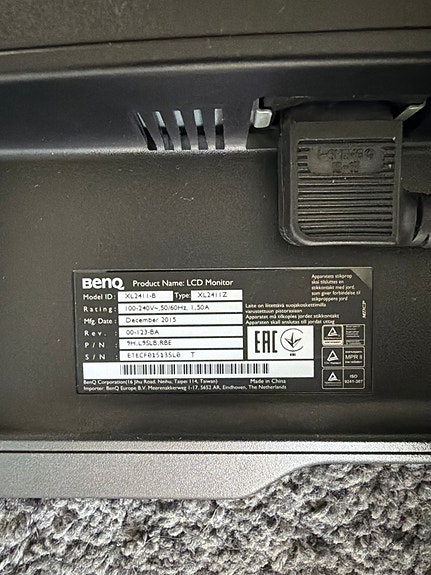 BenQ Product Name: LCD Monitor
Model ID: XL2411-B Type: XL2411Z
Rating: 100-240V~,50/60Hz, 1.50A
Mfg. Date: December 2015
Rev. 00-123-BA
P / N : 9H.L9SLB.RBE
S / N : ETECF01513SL0 T
BenQ Corporation(16 Jihu Road, Neihu, Taipei 114, Taiwan) Made in China
Importer: BenQ Europe B.V. Meerenakkerweg 1-17, 5652 AR, Eindhoven, The Netherlands
Apparatets stikprop
skal tilsluttes en
stikkontakt med jord,
som giver forbindelse til
stikproppens jord
Laite on liitettävä suojakoskettimilla
varustettuun pistorasiaan
Apparatet må tilkoples jordet stikkontakt
Apparaten skall anslutas till jordat uttag
EAC
MPR II
ISO
9241-307